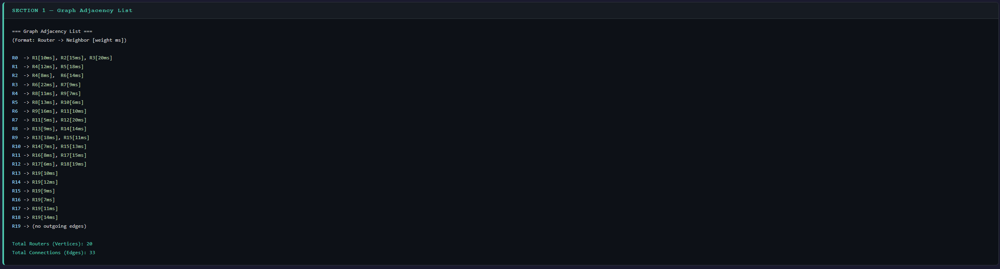 SECTION 1 — Graph Adjacency List
=== Graph Adjacency List ===
(Format: Router -> Neighbor [weight ms])
R0  -> R1[10ms], R2[15ms], R3[20ms]
R1  -> R4[12ms], R5[18ms]
R2  -> R4[8ms],  R6[14ms]
R3  -> R6[22ms], R7[9ms]
R4  -> R8[11ms], R9[7ms]
R5  -> R8[13ms], R10[6ms]
R6  -> R9[16ms], R11[10ms]
R7  -> R11[5ms], R12[20ms]
R8  -> R13[9ms], R14[14ms]
R9  -> R13[18ms], R15[11ms]
R10 -> R14[7ms], R15[13ms]
R11 -> R16[8ms], R17[15ms]
R12 -> R17[6ms], R18[19ms]
R13 -> R19[10ms]
R14 -> R19[12ms]
R15 -> R19[9ms]
R16 -> R19[7ms]
R17 -> R19[11ms]
R18 -> R19[14ms]
R19 -> (no outgoing edges)
Total Routers (Vertices): 20
Total Connections (Edges): 33